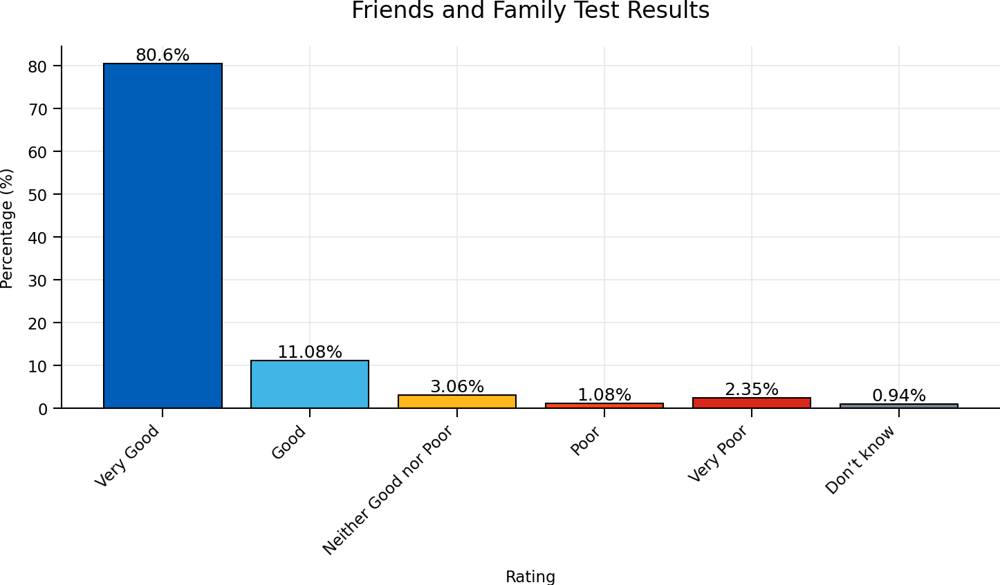 Friends and Family Test Results
Percentage (%)
80
70
60
50
40
30
20
10
0
80.6%
11.08%
3.06%
1.08%
2.35%
0.94%
Very Good
Good
Neither Good nor Poor
Poor
Very Poor
Don’t know
Rating